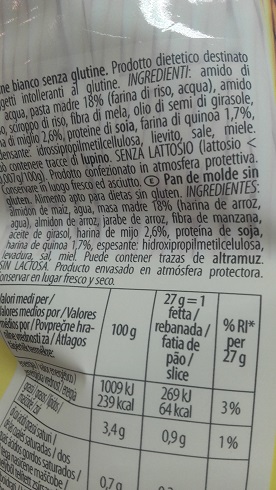 ne bianco senza glutine. Prodotto dietetico destinato
intolleranti al glutine. INGREDIENTI: amido di
acqua, pasta madre 18% (farina di riso, acqua), amido
sciroppo di riso, fibra di mela, olio di semi di girasole,
di miglio 2,6%, proteine di soia, farina di quinoa 1,7%,
idrossipropilmetilcellulosa, lievito, sale, miele.
contenere tracce di lupino. SENZA LATTOSIO (lattosio <
0,001g/100g). Prodotto confezionato in atmosfera protettiva.
Conservare in luogo fresco ed asciutto. E Pan de molde sin
gluten. Alimento apto para dietas sin gluten. INGREDIENTES:
almidón de maíz, agua, masa madre 18% (harina de arroz,
agua), almidón de arroz, jarabe de arroz, fibra de manzana,
aceite de girasol, harina de mijo 2,6%, proteína de soja,
harina de quinoa 1,7%, espesante: hidroxipropilmetilcelulosa,
levadura, sal, miel. Puede contener trazas de altramuz.
SIN LACTOSA. Producto envasado en atmósfera protectora.
Conservar en lugar fresco y seco.
Valori medi per/
Valores medios por/Valores
médios por/Povprečne hra-
nilne vrednosti za/Átlagos
100 g
27 g=1
fetta/
rebanada/
fatia de
pão/
slice
% RI*
per
27 g
1009 kJ
239 kcal
269 kJ
64 kcal
3%
3,4g
0,9g
1%
0,7g